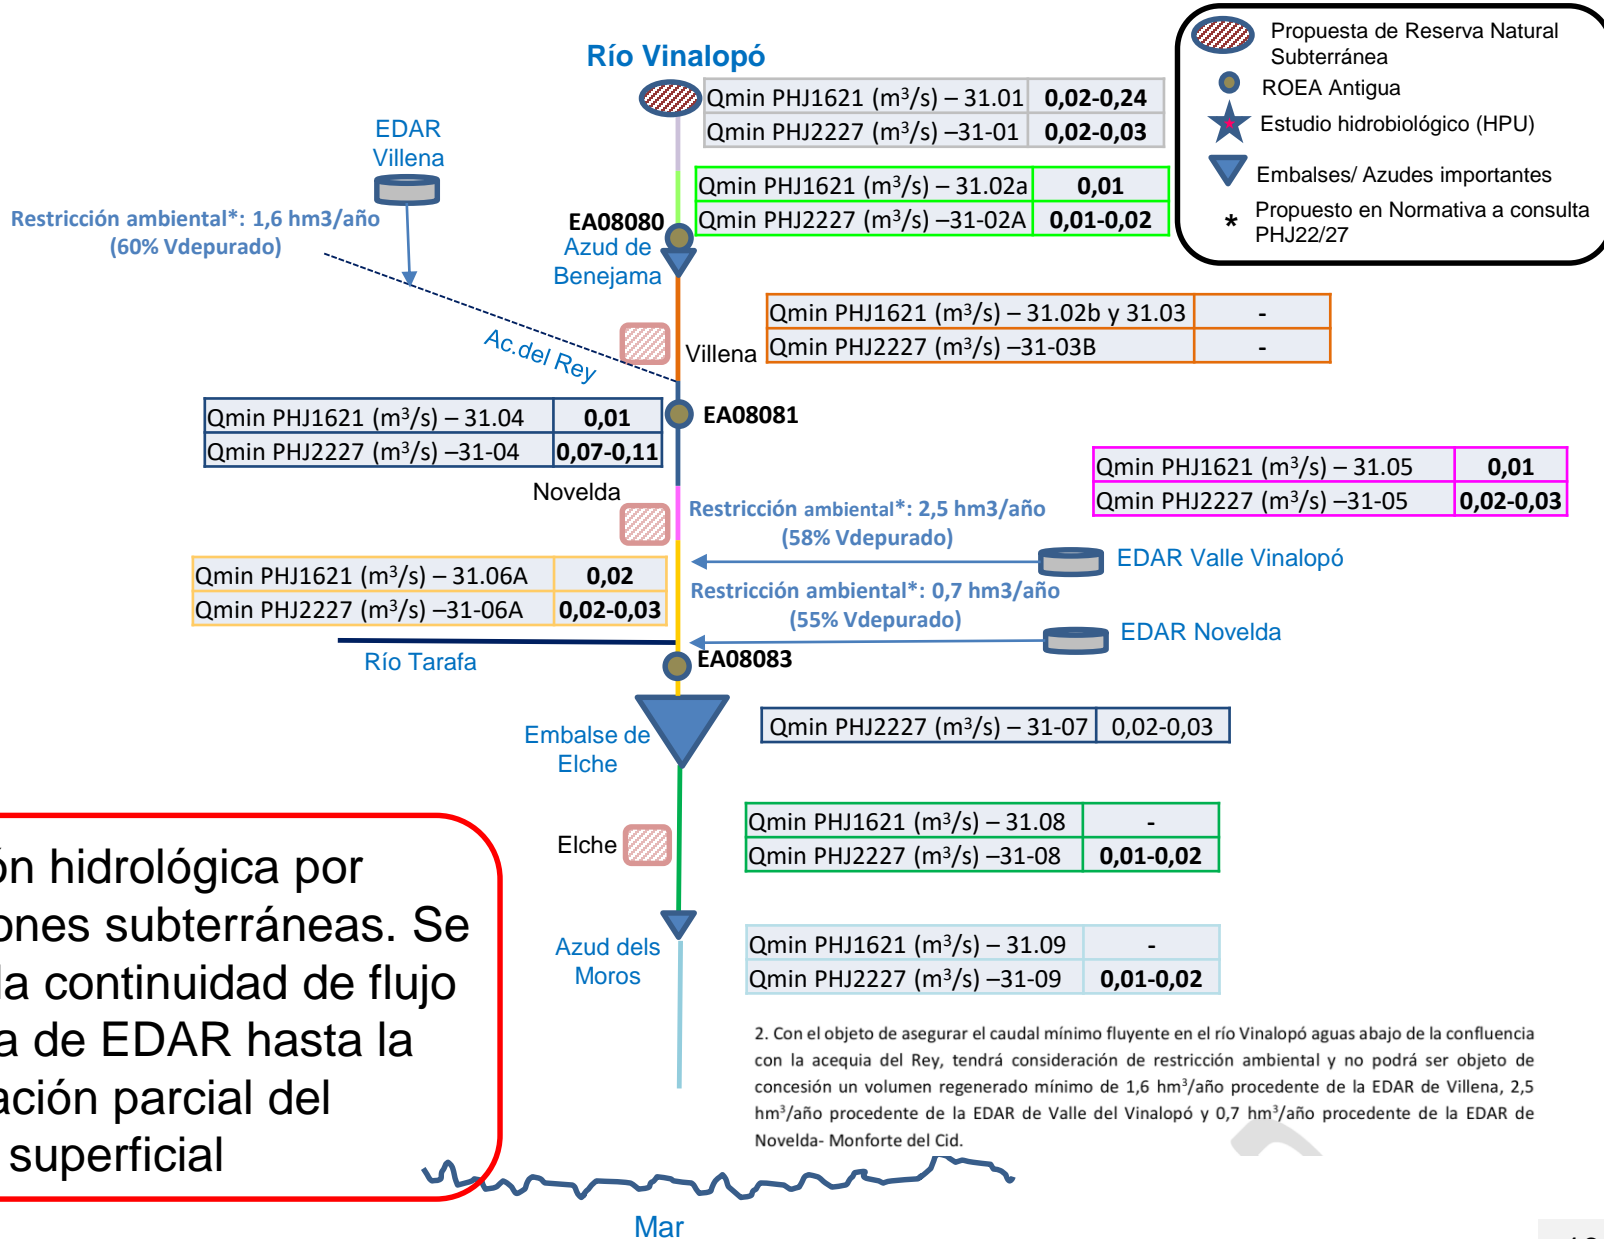 Río Vinalopó
Propuesta de Reserva Natural
Subterránea
ROEA Antigua
Estudio hidrobiológico (HPU)
Embalses/ Azudes importantes
* Propuesto en Normativa a consulta
PHJ22/27
Qmin PHJ1621 (m³/s) – 31.01 0,02-0,24
Qmin PHJ2227 (m³/s) –31-01 0,02-0,03
EDAR
Villena
Restricción ambiental*: 1,6 hm3/año
(60% Vdepurado)
Qmin PHJ1621 (m³/s) – 31.02a 0,01
Qmin PHJ2227 (m³/s) –31-02A 0,01-0,02
EA08080
Azud de
Benejama
Qmin PHJ1621 (m³/s) – 31.02b y 31.03 -
Qmin PHJ2227 (m³/s) –31-03B -
Ac.del Rey
Villena
Qmin PHJ1621 (m³/s) – 31.04 0,01
Qmin PHJ2227 (m³/s) –31-04 0,07-0,11
EA08081
Qmin PHJ1621 (m³/s) – 31.05 0,01
Qmin PHJ2227 (m³/s) –31-05 0,02-0,03
Novelda
Restricción ambiental*: 2,5 hm3/año
(58% Vdepurado)
EDAR Valle Vinalopó
Qmin PHJ1621 (m³/s) – 31.06A 0,02
Qmin PHJ2227 (m³/s) –31-06A 0,02-0,03
Restricción ambiental*: 0,7 hm3/año
(55% Vdepurado)
EDAR Novelda
Río Tarafa
EA08083
Embalse de
Elche
Qmin PHJ2227 (m³/s) – 31-07 0,02-0,03
Elche
Qmin PHJ1621 (m³/s) – 31.08 -
Qmin PHJ2227 (m³/s) –31-08 0,01-0,02
Azud dels
Moros
Qmin PHJ1621 (m³/s) – 31.09 -
Qmin PHJ2227 (m³/s) –31-09 0,01-0,02
ón hidrológica por
ones subterráneas. Se
la continuidad de flujo
a de EDAR hasta la
ación parcial del
superficial
2. Con el objeto de asegurar el caudal mínimo fluyente en el río Vinalopó aguas abajo de la confluencia
con la acequia del Rey, tendrá consideración de restricción ambiental y no podrá ser objeto de
concesión un volumen regenerado mínimo de 1,6 hm³/año procedente de la EDAR de Villena, 2,5
hm³/año procedente de la EDAR de Valle del Vinalopó y 0,7 hm³/año procedente de la EDAR de
Novelda- Monforte del Cid.
Mar